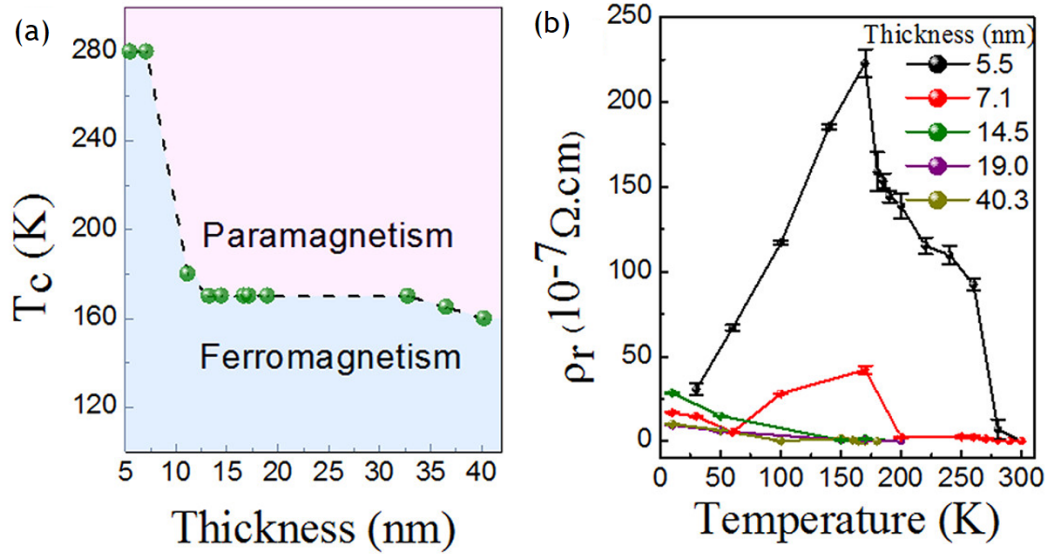 (a)
280
240
200
160
120
Tc (K)
Paramagnetism
Ferromagnetism
5 10 15 20 25 30 35 40
Thickness (nm)
(b)
250
200
150
100
50
0
ρr (10-7Ω.cm)
Thickness (nm)
5.5
7.1
14.5
19.0
40.3
0 50 100 150 200 250 300
Temperature (K)